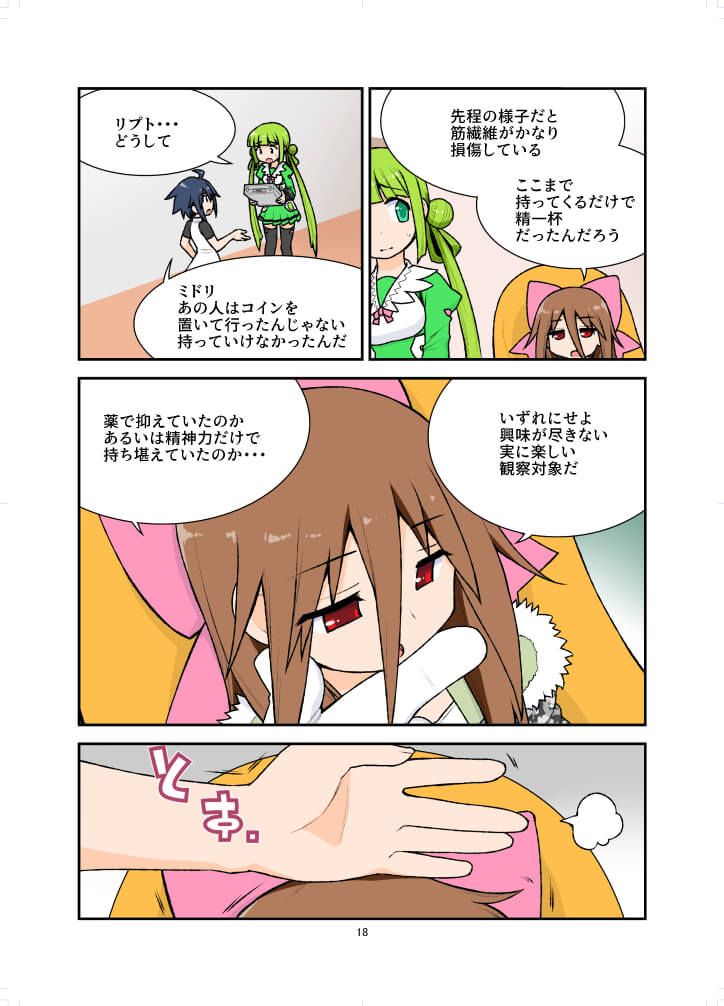 先程の様子だと
筋繊維がかなり
損傷している
ここまで
持ってくるだけで
精一杯
だったんだろう
リプト・・・
どうして
ミドリ
あの人はコインを
置いて行ったんじゃない
持っていけなかったんだ
いずれにせよ
興味が尽きない
実に楽しい
観察対象だ
薬で抑えていたのか
あるいは精神力だけで
持ち堪えていたのか・・・
18